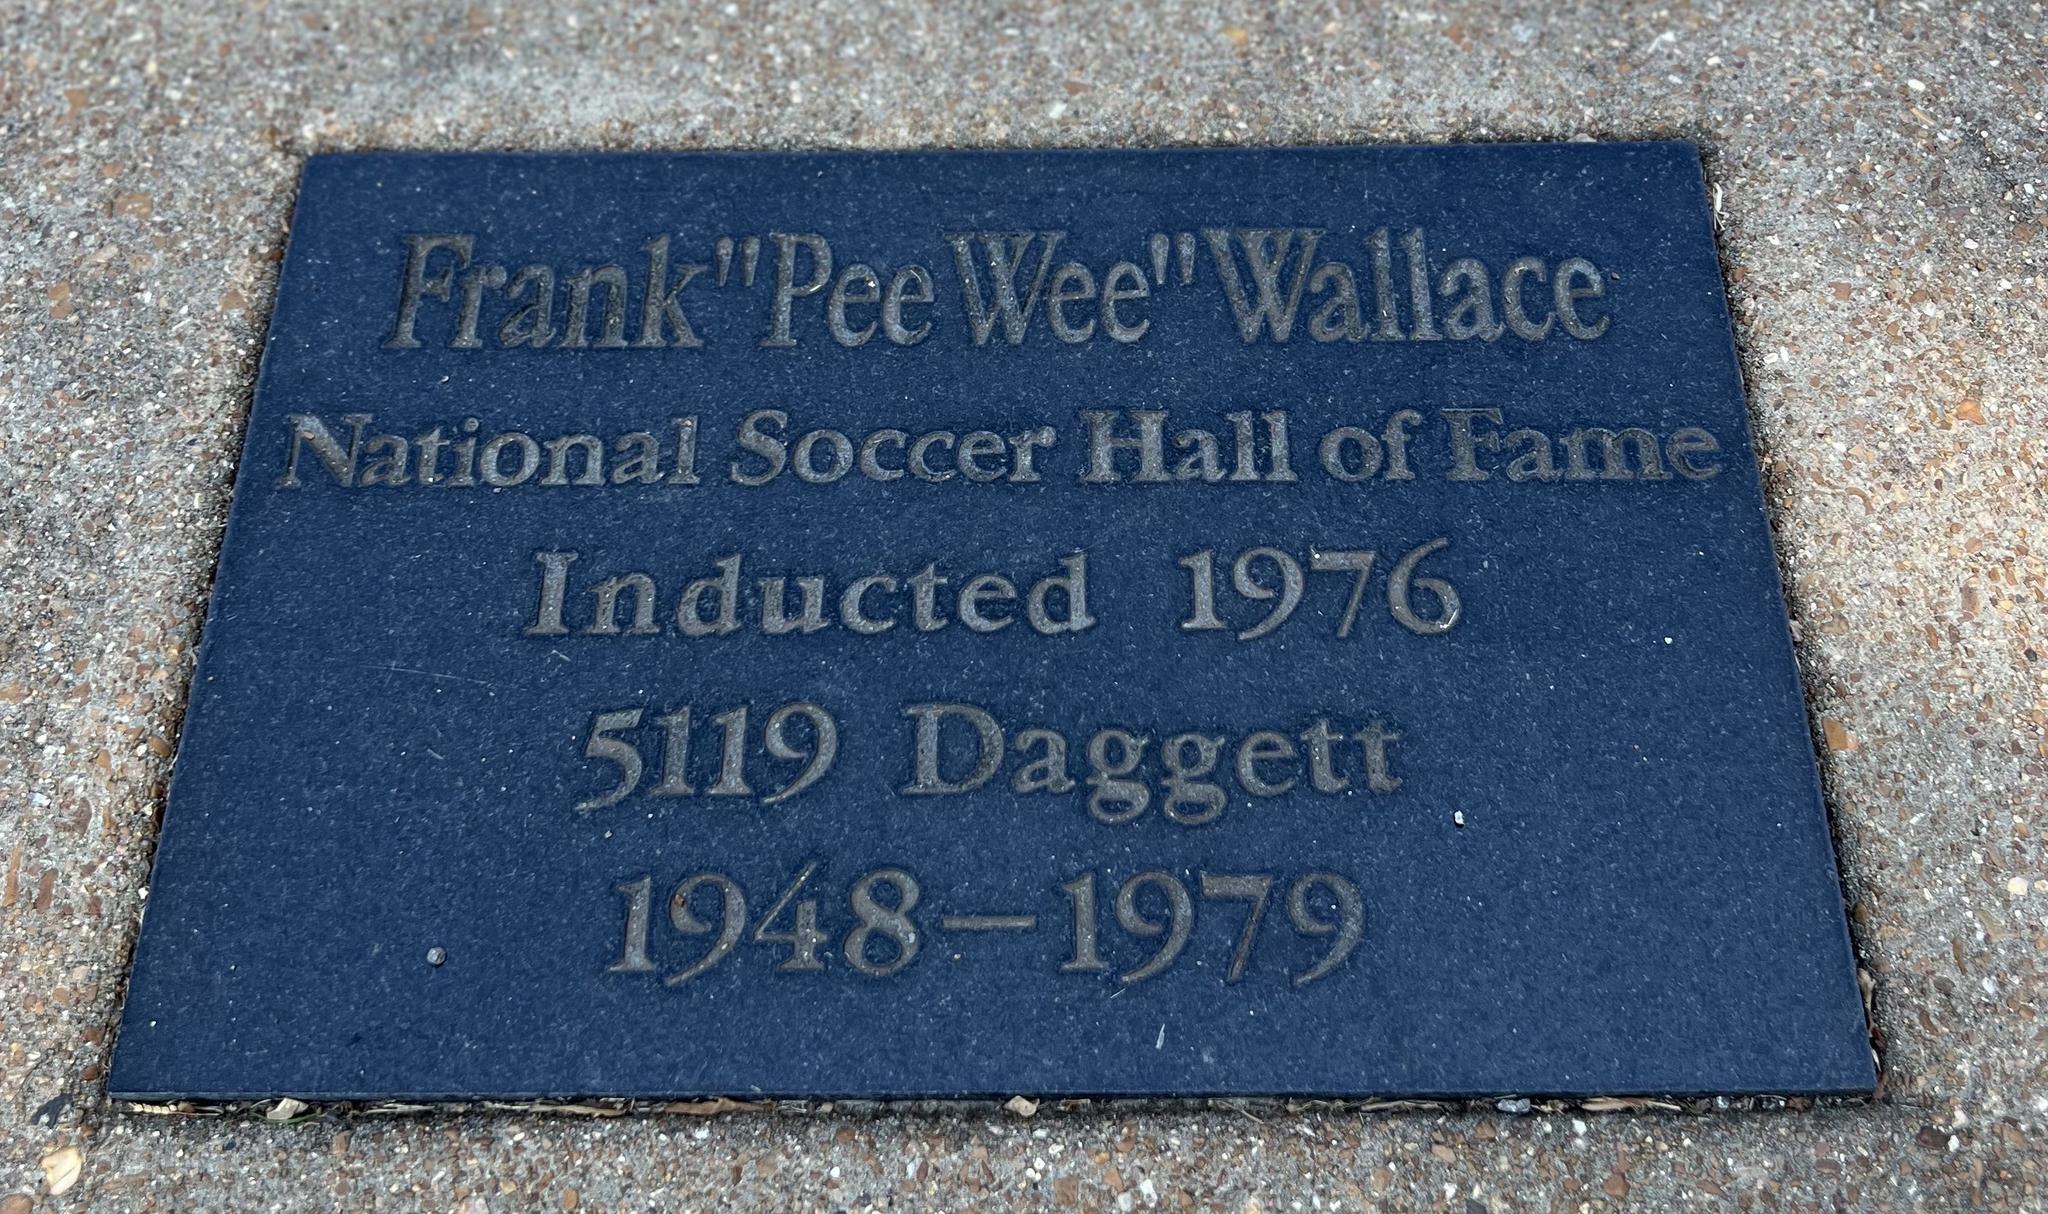 Frank "Pee Wee" Wallace
National Soccer Hall of Fame
Inducted 1976
5119 Daggett
1948–1979